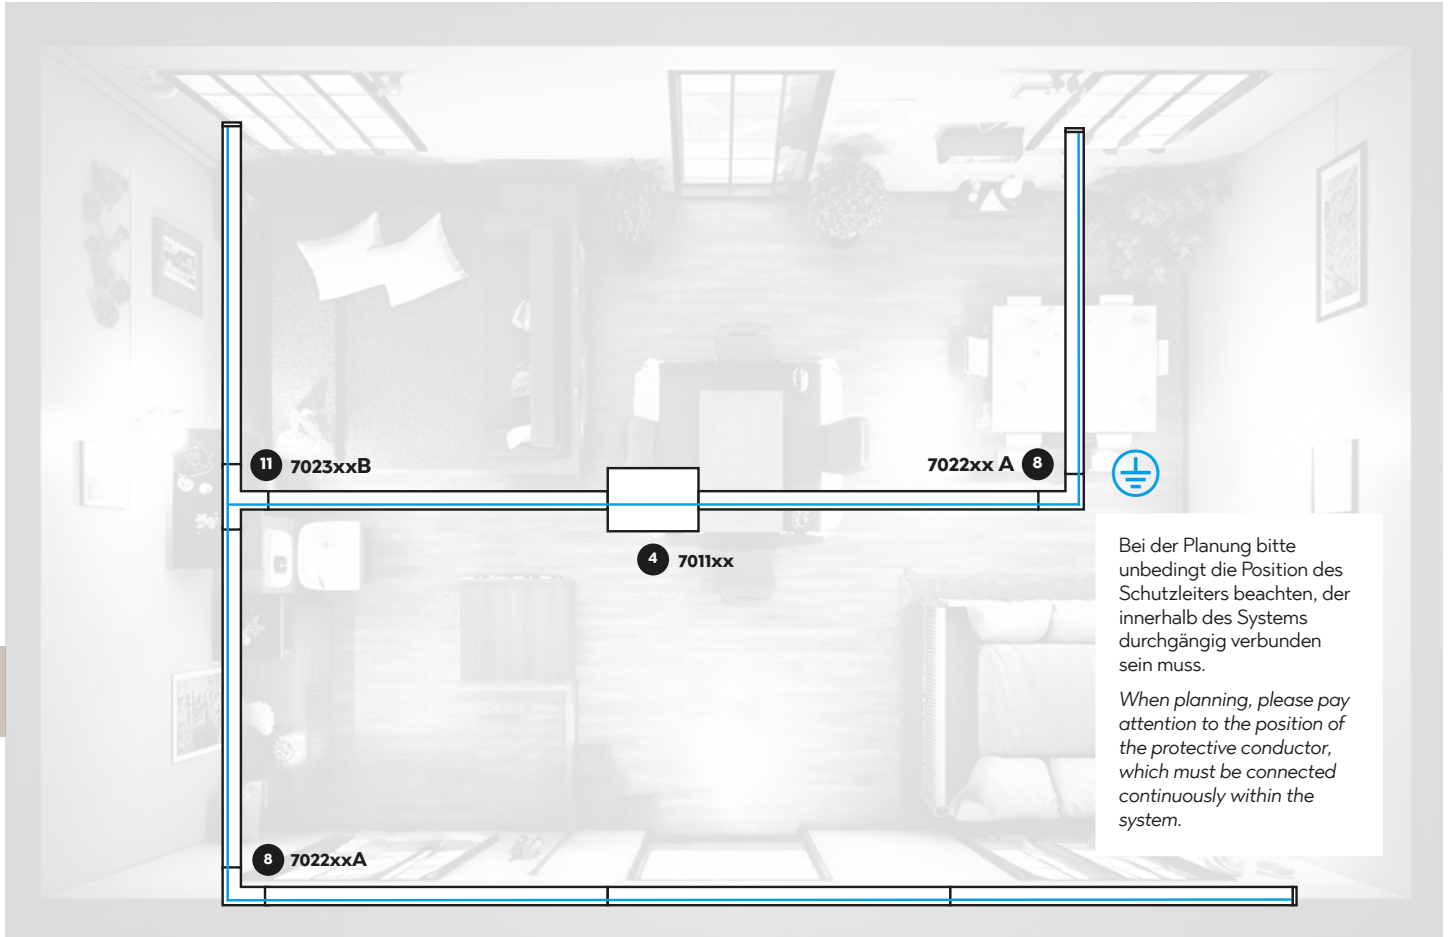 11 7023xxB
7022xx A 8
4 7011xx
Bei der Planung bitte
unbedingt die Position des
Schutzleiters beachten, der
innerhalb des Systems
durchgängig verbunden
sein muss.
When planning, please pay
attention to the position of
the protective conductor,
which must be connected
continuously within the
system.
8 7022xxA